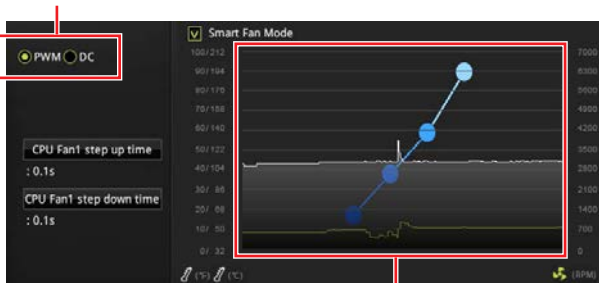 Smart Fan Mode
PWM DC
100/212 7000
90/194 6300
80/176 5600
70/158 4900
60/140 4200
50/122 3500
40/104 2800
30/ 86 2100
20/ 68 1400
10/ 50 700
0/ 32 0
CPU Fan1 step up time
: 0.1s
CPU Fan1 step down time
: 0.1s
(°F) (°C) (RPM)